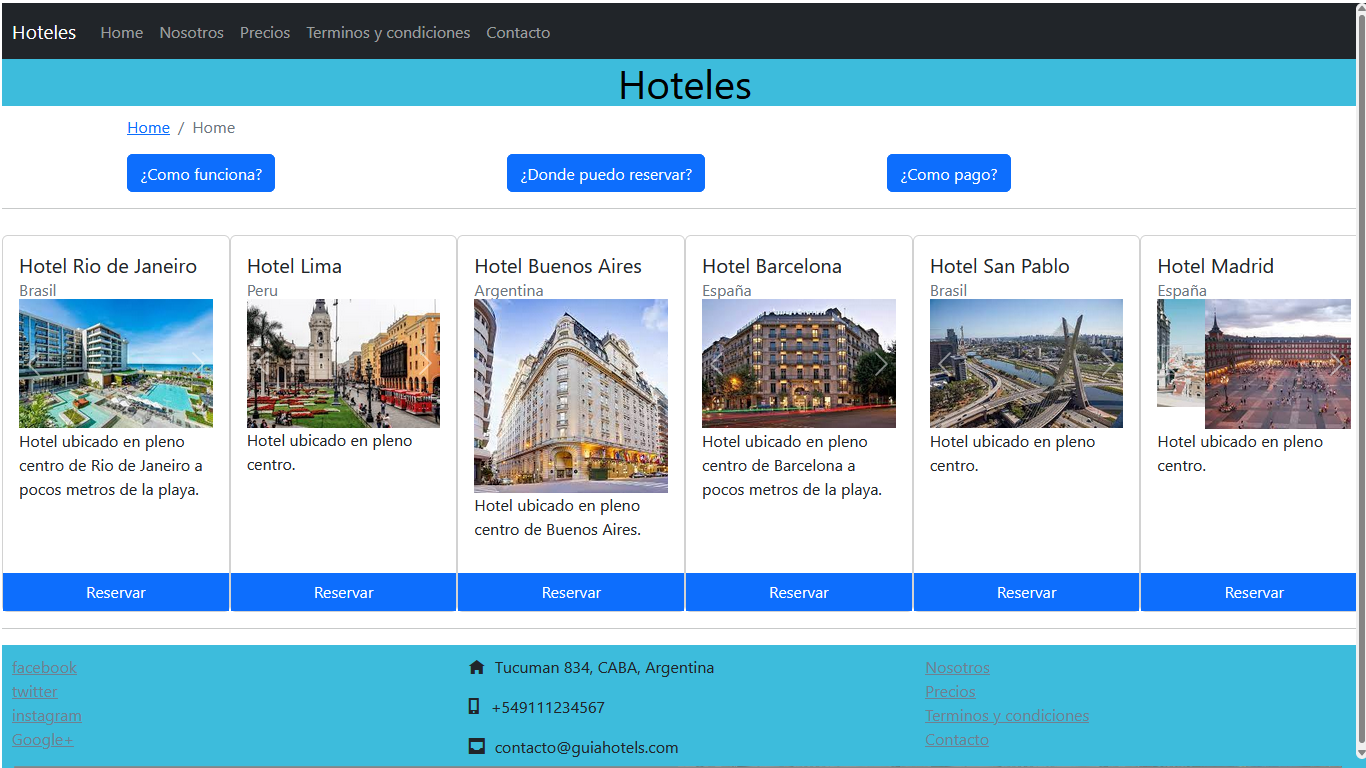 Hoteles Home Nosotros Precios Terminos y condiciones Contacto
Hoteles
Home / Home
¿Como funciona? ¿Donde puedo reservar? ¿Como pago?
Hotel Rio de Janeiro
Brasil
Hotel ubicado en pleno
centro de Rio de Janeiro a
pocos metros de la playa.
Reservar
Hotel Lima
Peru
Hotel ubicado en pleno
centro.
Reservar
Hotel Buenos Aires
Argentina
Hotel ubicado en pleno
centro de Buenos Aires.
Reservar
Hotel Barcelona
España
Hotel ubicado en pleno
centro de Barcelona a
pocos metros de la playa.
Reservar
Hotel San Pablo
Brasil
Hotel ubicado en pleno
centro.
Reservar
Hotel Madrid
España
Hotel ubicado en pleno
centro.
Reservar
facebook
twitter
instagram
Google+
Tucuman 834, CABA, Argentina
+549111234567
contacto@guiahotels.com
Nosotros
Precios
Terminos y condiciones
Contacto